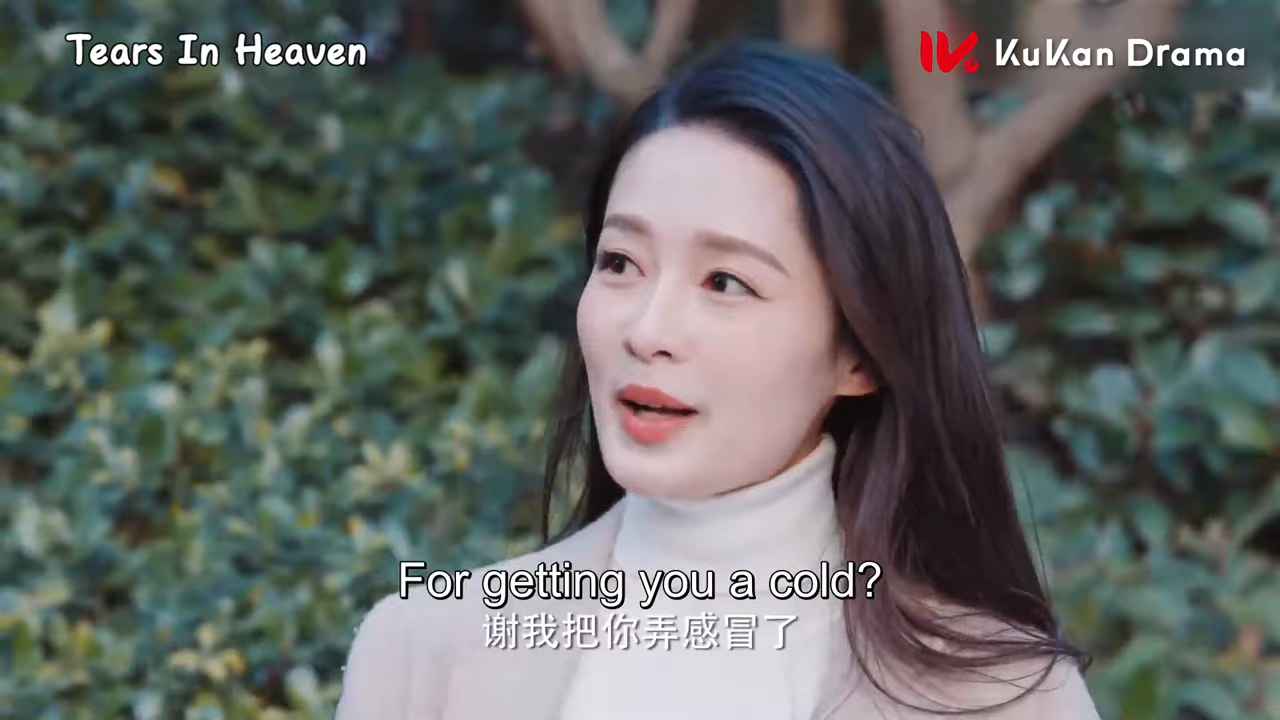 Tears In Heaven
KuKan Drama
For getting you a cold?
谢我把你弄感冒了